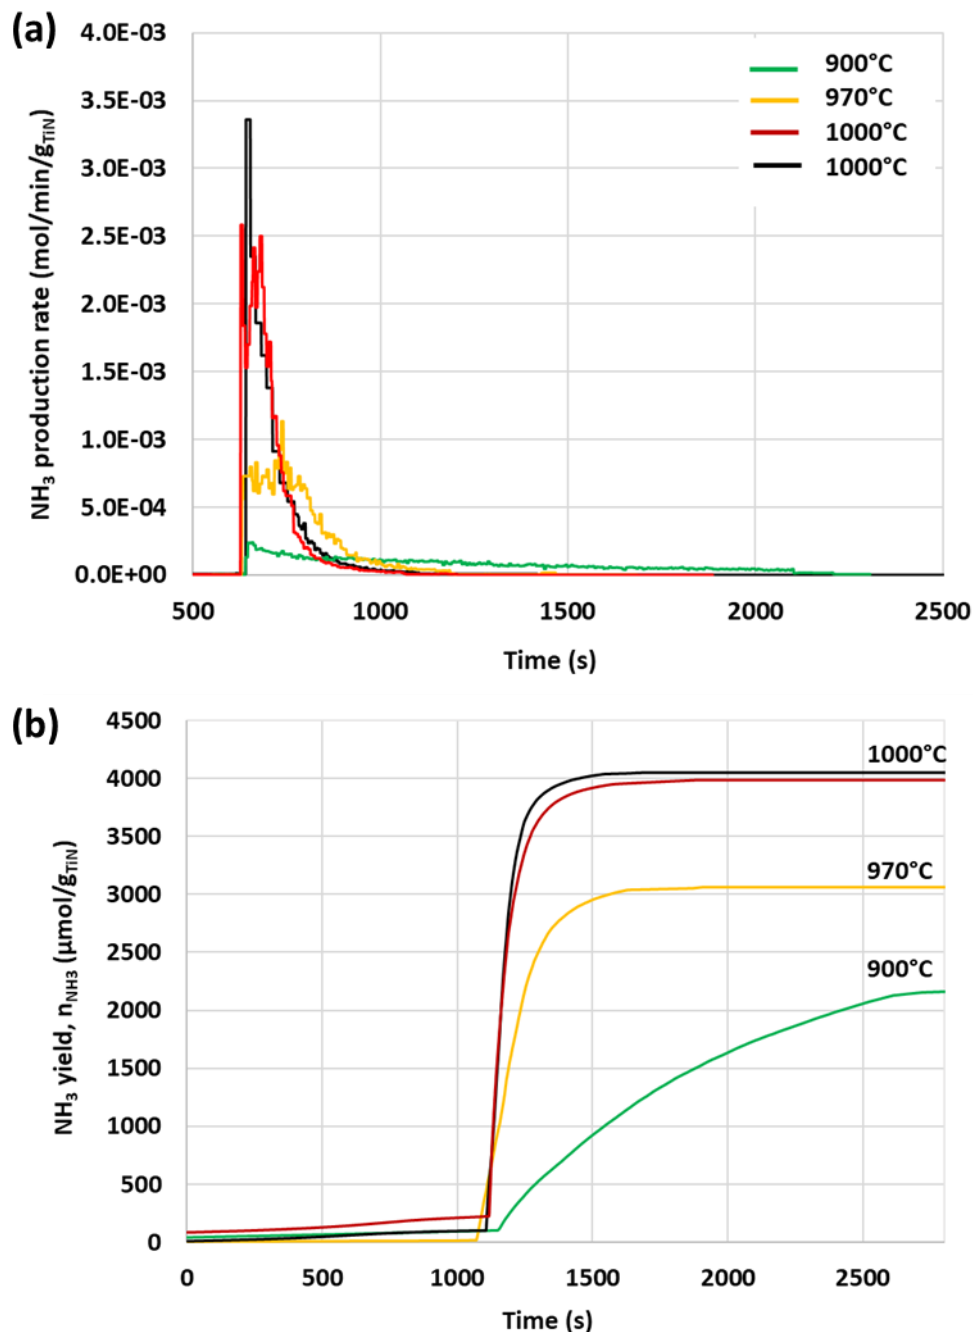 (a)
NH₃ production rate (mol/min/g_TiN)
4.0E-03
3.5E-03
3.0E-03
2.5E-03
2.0E-03
1.5E-03
1.0E-03
5.0E-04
0.0E+00
900°C
970°C
1000°C
1000°C
500 1000 1500 2000 2500
Time (s)
(b)
NH₃ yield, n_NH3 (µmol/g_TiN)
4500
4000
3500
3000
2500
2000
1500
1000
500
0
1000°C
970°C
900°C
0 500 1000 1500 2000 2500
Time (s)